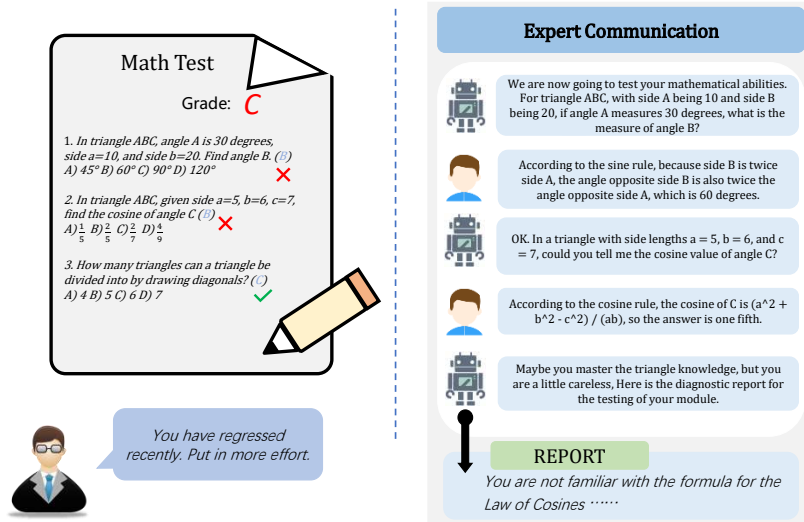 Math Test
Grade: C
1. In triangle ABC, angle A is 30 degrees,
side a=10, and side b=20. Find angle B. (B)
A) 45° B) 60° C) 90° D) 120°
2. In triangle ABC, given side a=5, b=6, c=7,
find the cosine of angle C (B)
A) 1/5 B) 2/5 C) 2/7 D) 4/9
3. How many triangles can a triangle be
divided into by drawing diagonals? (C)
A) 4 B) 5 C) 6 D) 7
You have regressed
recently. Put in more effort.
Expert Communication
We are now going to test your mathematical abilities.
For triangle ABC, with side A being 10 and side B
being 20, if angle A measures 30 degrees, what is the
measure of angle B?
According to the sine rule, because side B is twice
side A, the angle opposite side B is also twice the
angle opposite side A, which is 60 degrees.
OK. In a triangle with side lengths a = 5, b = 6, and c
= 7, could you tell me the cosine value of angle C?
According to the cosine rule, the cosine of C is (a^2 +
b^2 - c^2) / (ab), so the answer is one fifth.
Maybe you master the triangle knowledge, but you
are a little careless, Here is the diagnostic report for
the testing of your module.
REPORT
You are not familiar with the formula for the
Law of Cosines ······